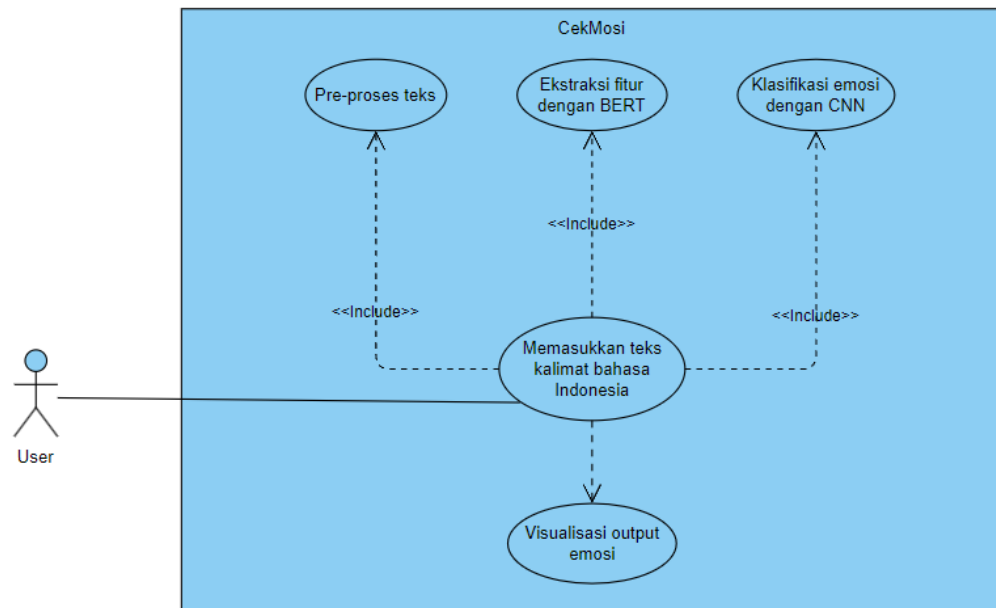 CekMosi
Pre-proses teks
Ekstraksi fitur
dengan BERT
Klasifikasi emosi
dengan CNN
<<Include>>
<<Include>>
<<Include>>
Memasukkan teks
kalimat bahasa
Indonesia
User
Visualisasi output
emosi